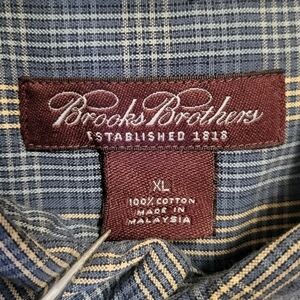 Brooks Brothers
ESTABLISHED 1818
XL
100% COTTON
MADE IN
MALAYSIA